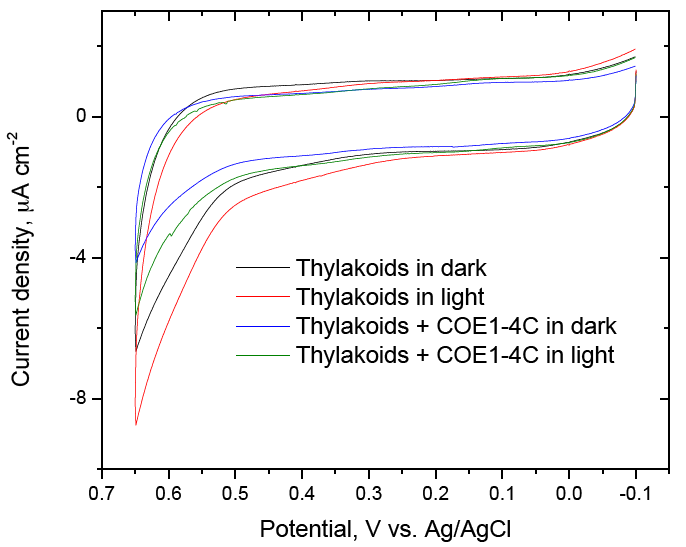 0
-4
-8
0.7 0.6 0.5 0.4 0.3 0.2 0.1 0.0 -0.1
Current density, μA cm-2
Potential, V vs. Ag/AgCl
Thylakoids in dark
Thylakoids in light
Thylakoids + COE1-4C in dark
Thylakoids + COE1-4C in light